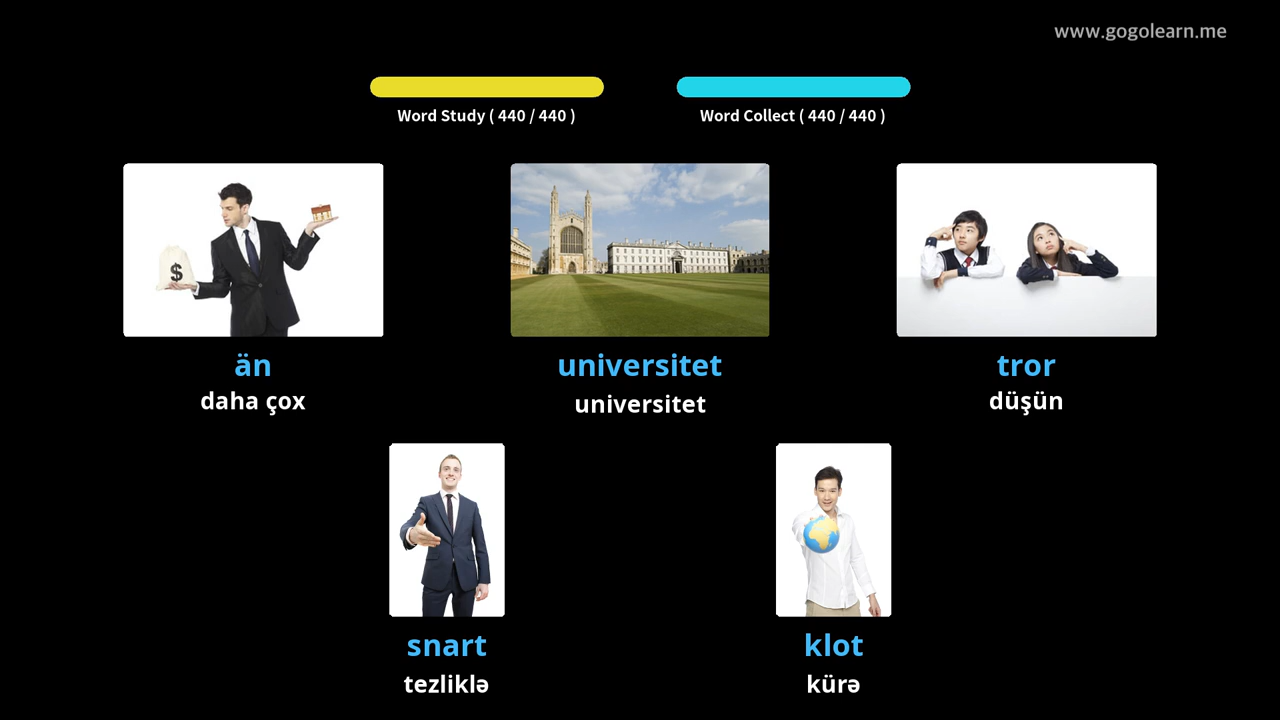 www.gogolearn.me
Word Study ( 440 / 440 )
Word Collect ( 440 / 440 )
$
än
daha çox
universitet
universitet
tror
düşün
snart
tezliklə
klot
kürə